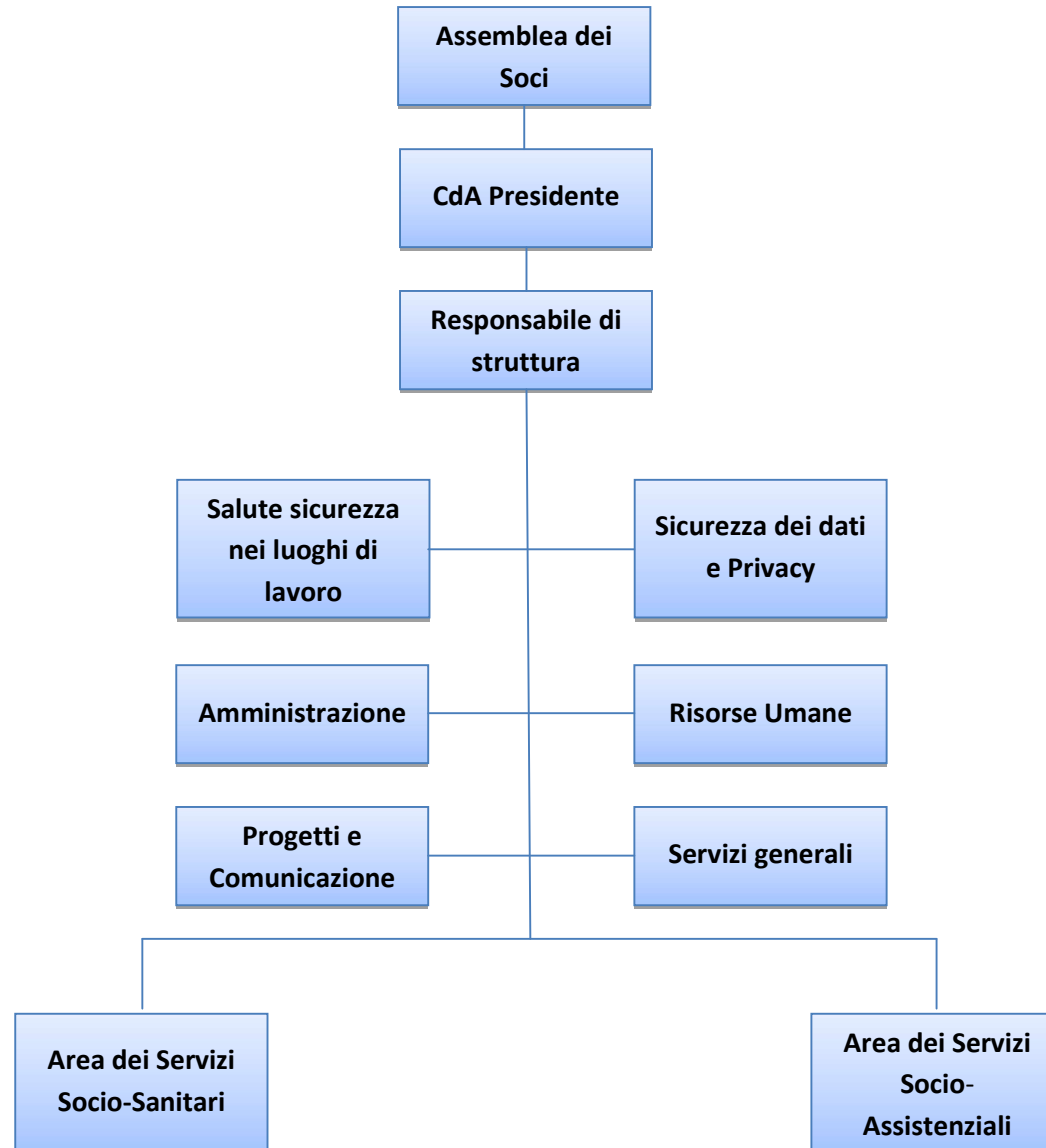 Assemblea dei
Soci
CdA Presidente
Responsabile di
struttura
Salute sicurezza
nei luoghi di
lavoro
Sicurezza dei dati
e Privacy
Amministrazione
Risorse Umane
Progetti e
Comunicazione
Servizi generali
Area dei Servizi
Socio-Sanitari
Area dei Servizi
Socio-
Assistenziali